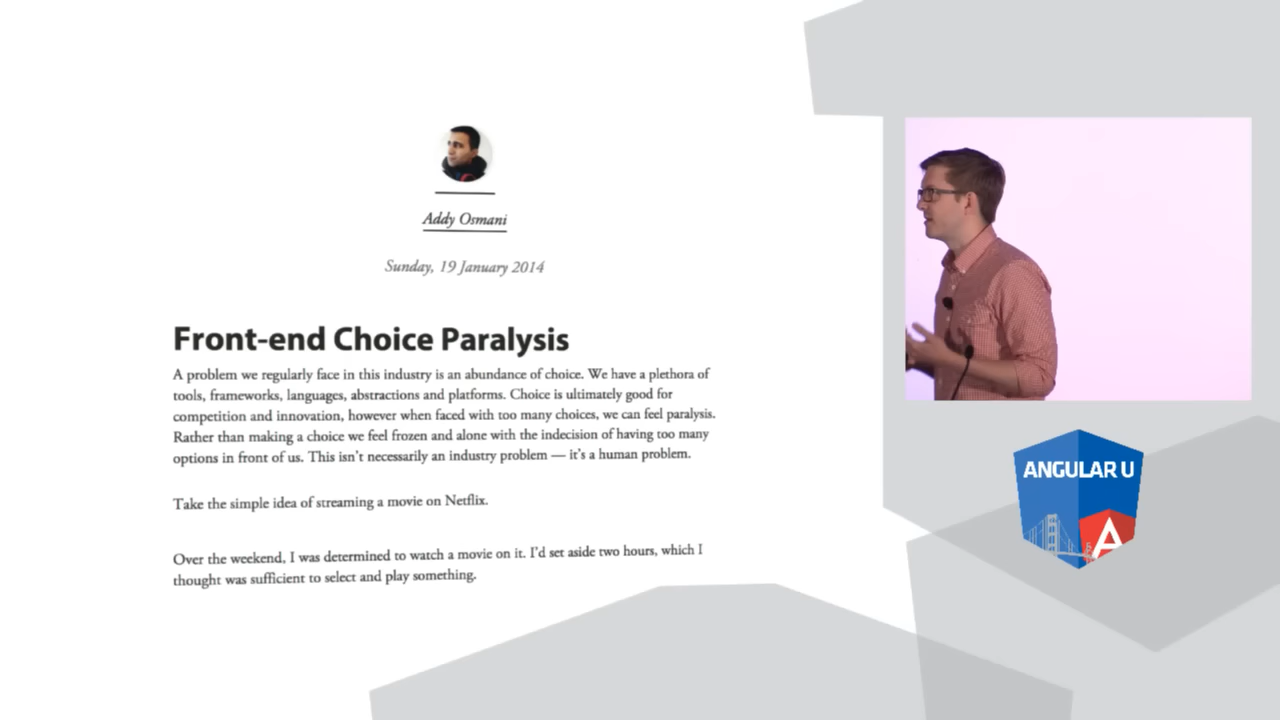 Addy Osmani
Sunday, 19 January 2014
Front-end Choice Paralysis
A problem we regularly face in this industry is an abundance of choice. We have a plethora of
tools, frameworks, languages, abstractions and platforms. Choice is ultimately good for
competition and innovation, however when faced with too many choices, we can feel paralysis.
Rather than making a choice we feel frozen and alone with the indecision of having too many
options in front of us. This isn't necessarily an industry problem — it's a human problem.
Take the simple idea of streaming a movie on Netflix.
Over the weekend, I was determined to watch a movie on it. I'd set aside two hours, which I
thought was sufficient to select and play something.
ANGULAR U
A